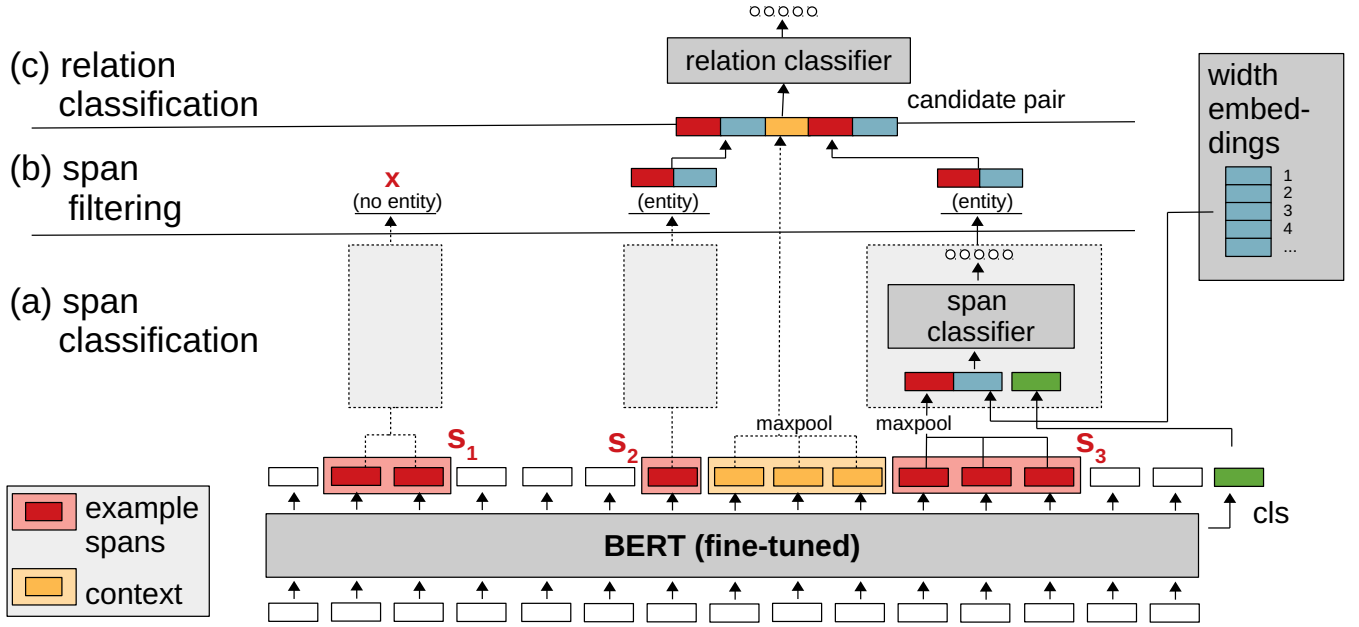 (c) relation
classification
relation classifier
candidate pair
width
embed-
dings
1
2
3
4
...
(b) span
filtering
x
(no entity)
(entity)
(entity)
(a) span
classification
span
classifier
maxpool
maxpool
s1
s2
s3
cls
BERT (fine-tuned)
example
spans
context